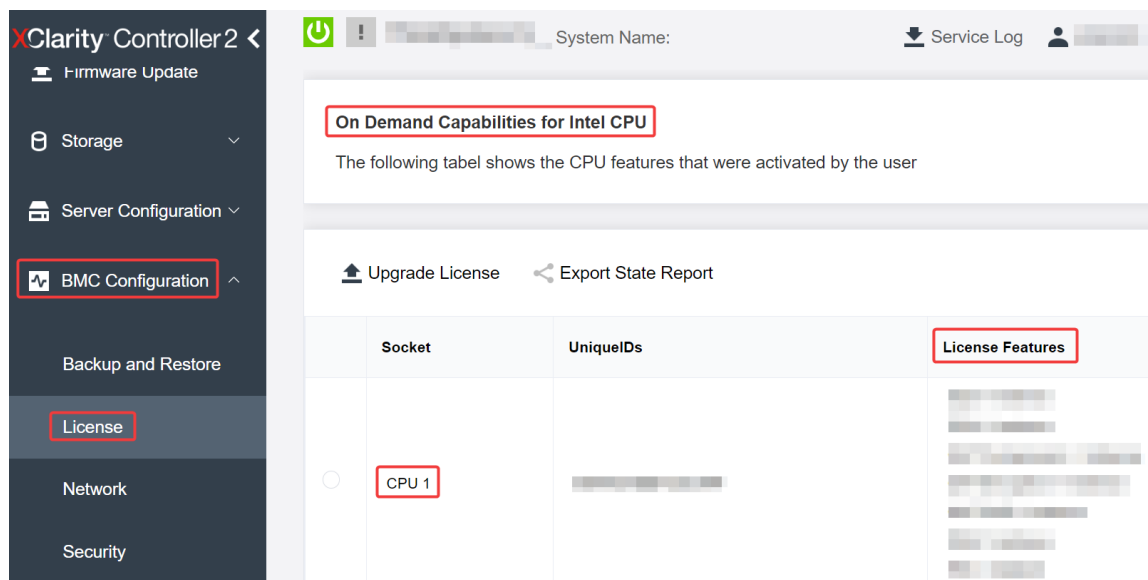 XClarity Controller 2
Firmware Update
Storage
Server Configuration
BMC Configuration
Backup and Restore
License
Network
Security
System Name:
Service Log
On Demand Capabilities for Intel CPU
The following tabel shows the CPU features that were activated by the user
Upgrade License
Export State Report
Socket
UniqueIDs
License Features
CPU 1